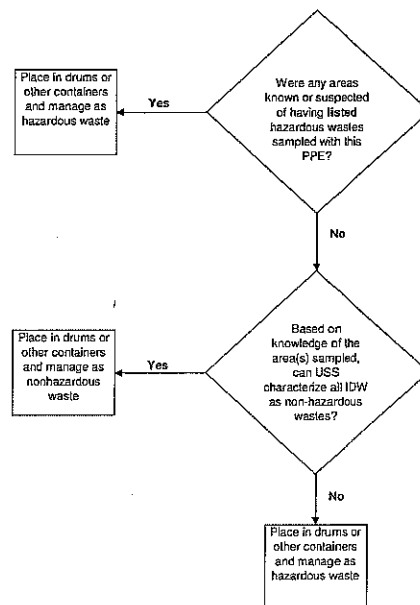 Were any areas
known or suspected
of having listed
hazardous wastes
sampled with this
PPE?
Yes
Place in drums or
other containers
and manage as
hazardous waste
No
Based on
knowledge of the
area(s) sampled,
can USS
characterize all IDW
as non-hazardous
wastes?
Yes
Place in drums or
other containers
and manage as
nonhazardous
waste
No
Place in drums or
other containers
and manage as
hazardous waste